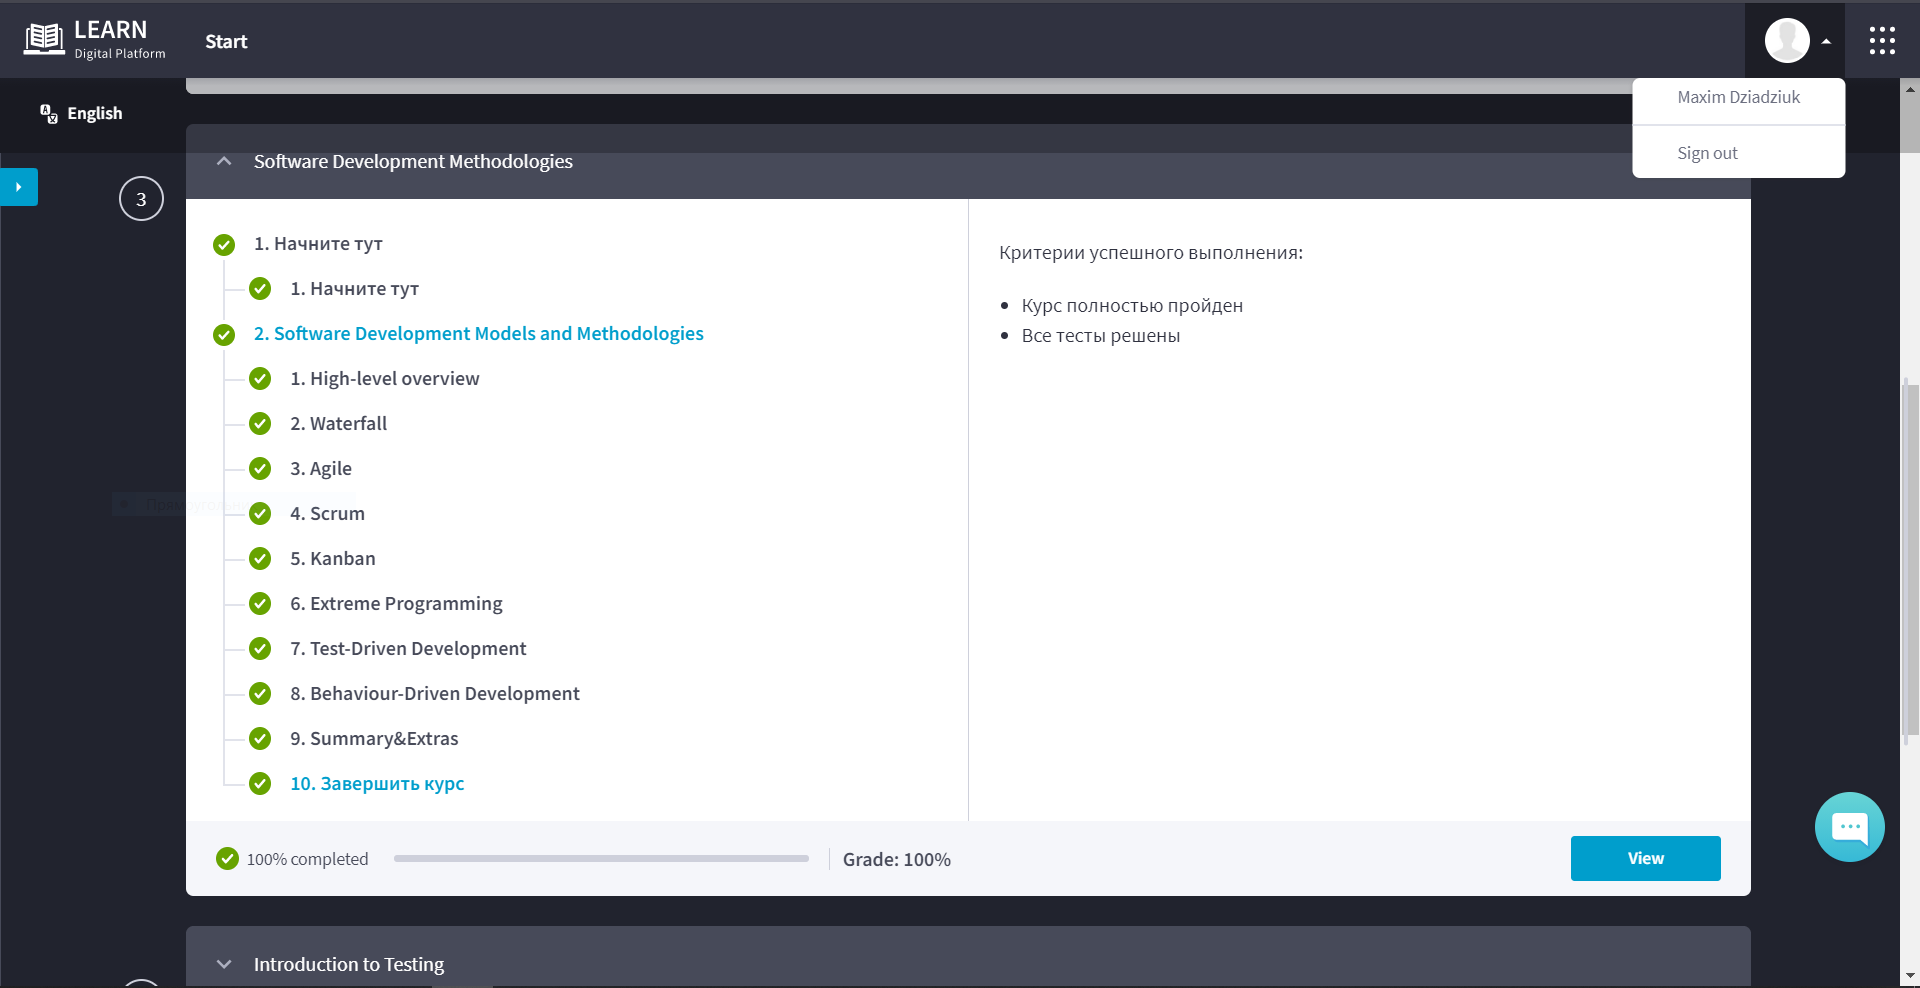 LEARN
Digital Platform
Start
Maxim Dziadziuk
Sign out
English
Software Development Methodologies
3
1. Начните тут
1. Начните тут
2. Software Development Models and Methodologies
1. High-level overview
2. Waterfall
3. Agile
4. Scrum
5. Kanban
6. Extreme Programming
7. Test-Driven Development
8. Behaviour-Driven Development
9. Summary&Extras
10. Завершить курс
Критерии успешного выполнения:
Курс полностью пройден
Все тесты решены
100% completed
Grade: 100%
View
Introduction to Testing